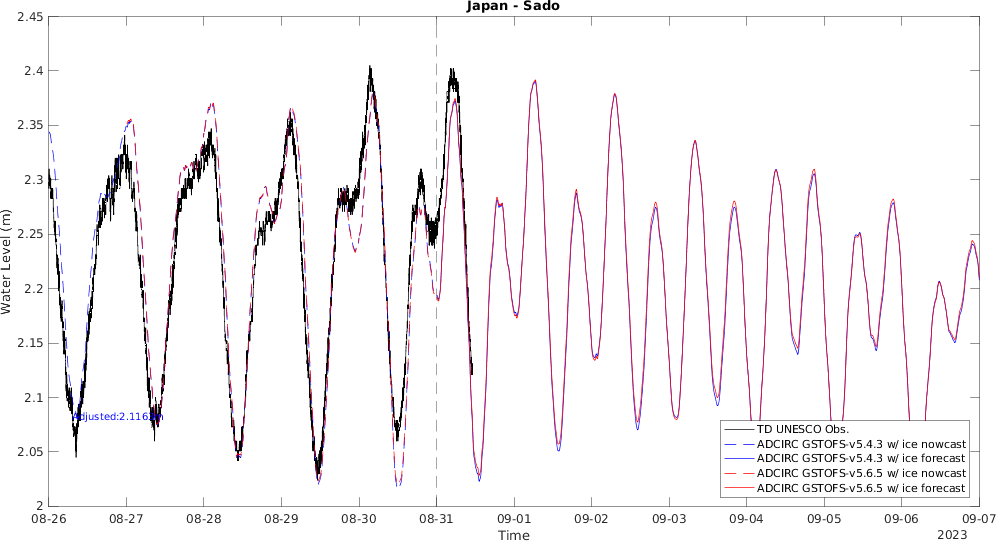 Japan - Sado
2.45
2.4
2.35
2.3
2.25
2.2
2.15
2.1
2.05
2
Water Level (m)
TD UNESCO Obs.
ADCIRC GSTOFS-v5.4.3 w/ ice nowcast
ADCIRC GSTOFS-v5.4.3 w/ ice forecast
ADCIRC GSTOFS-v5.6.5 w/ ice nowcast
ADCIRC GSTOFS-v5.6.5 w/ ice forecast
08-26 08-27 08-28 08-29 08-30 08-31 09-01 09-02 09-03 09-04 09-05 09-06 09-07
Time
2023